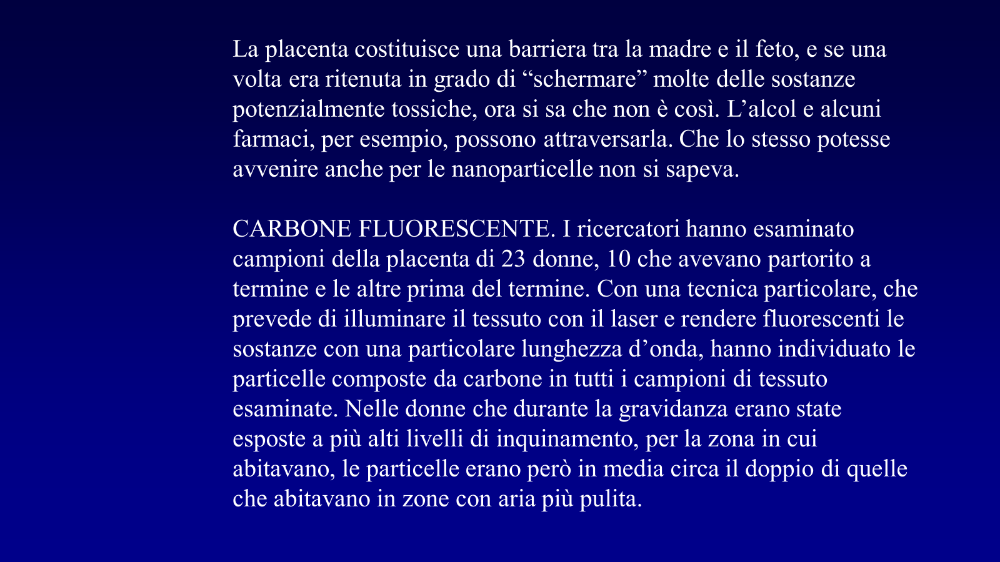 La placenta costituisce una barriera tra la madre e il feto, e se una
volta era ritenuta in grado di “schermare” molte delle sostanze
potenzialmente tossiche, ora si sa che non è così. L’alcol e alcuni
farmaci, per esempio, possono attraversarla. Che lo stesso potesse
avvenire anche per le nanoparticelle non si sapeva.
CARBONE FLUORESCENTE. I ricercatori hanno esaminato
campioni della placenta di 23 donne, 10 che avevano partorito a
termine e le altre prima del termine. Con una tecnica particolare, che
prevede di illuminare il tessuto con il laser e rendere fluorescenti le
sostanze con una particolare lunghezza d’onda, hanno individuato le
particelle composte da carbone in tutti i campioni di tessuto
esaminate. Nelle donne che durante la gravidanza erano state
esposte a più alti livelli di inquinamento, per la zona in cui
abitavano, le particelle erano però in media circa il doppio di quelle
che abitavano in zone con aria più pulita.